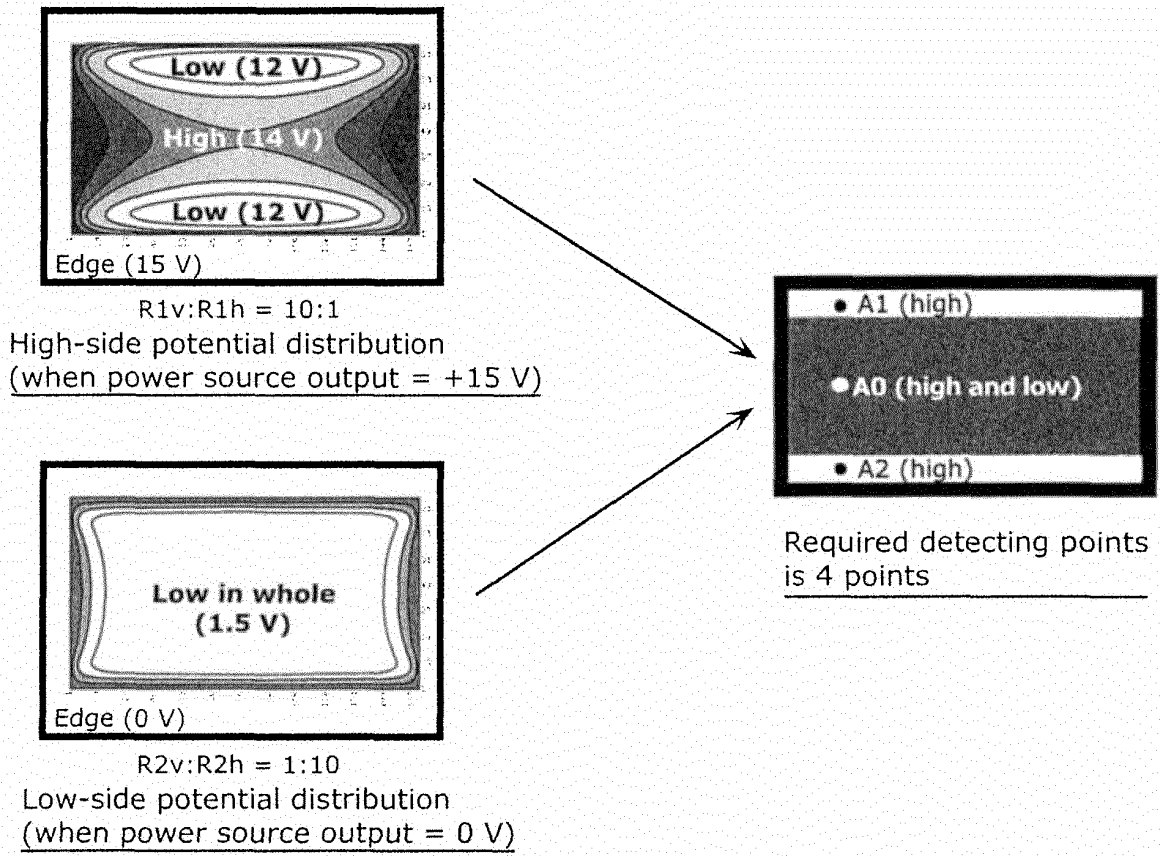 Low (12 V)
High (14 V)
Low (12 V)
Edge (15 V)
R1v:R1h = 10:1
High-side potential distribution
(when power source output = +15 V)
A1 (high)
A0 (high and low)
A2 (high)
Required detecting points
is 4 points
Low in whole
(1.5 V)
Edge (0 V)
R2v:R2h = 1:10
Low-side potential distribution
(when power source output = 0 V)